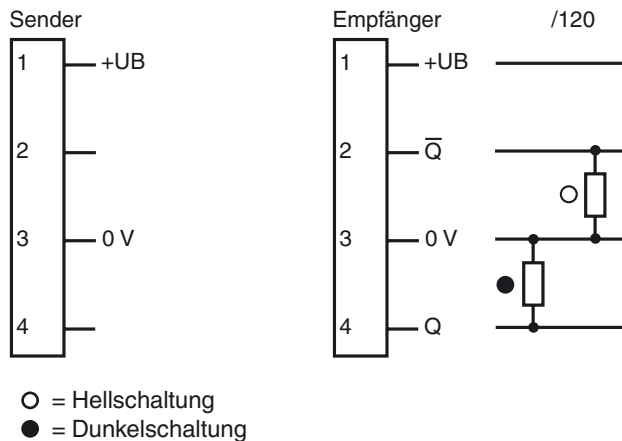 Sender
1 +UB
2
3 0 V
4
Empfänger /120
1 +UB
2 Q̅
3 0 V
4 Q
○ = Hellschaltung
● = Dunkelschaltung